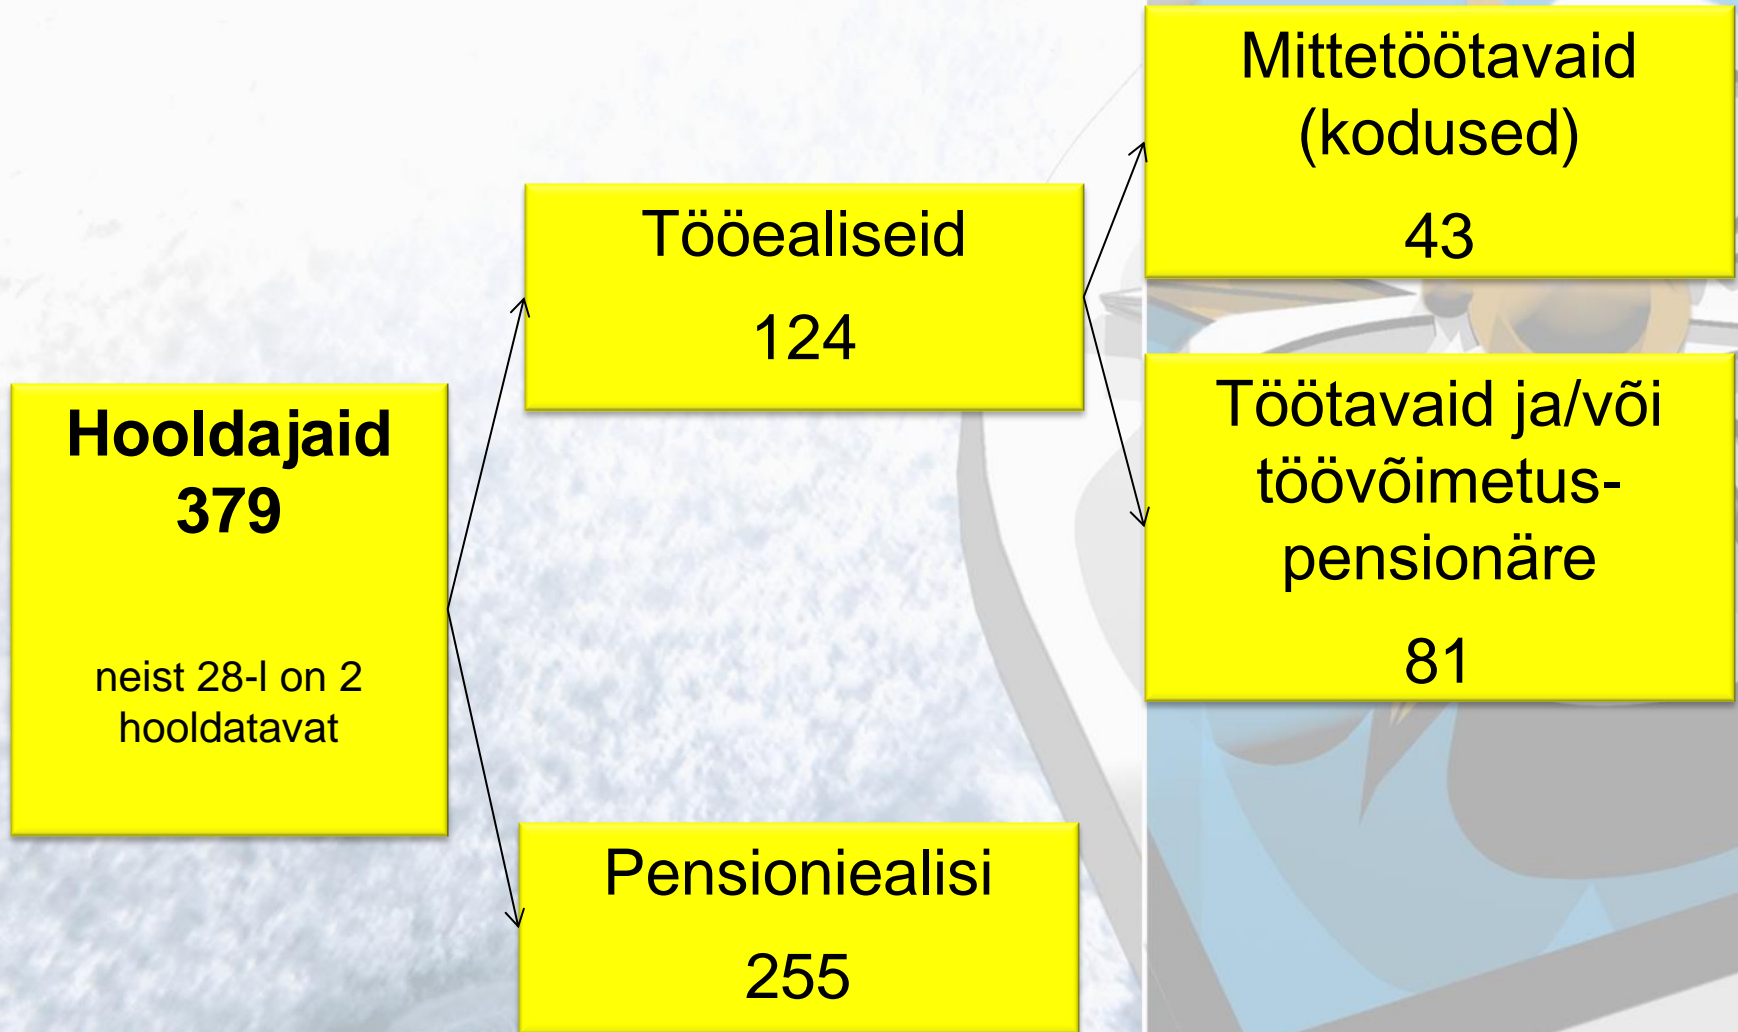 Hooldajaid
379
neist 28-l on 2
hooldatavat
Tööealiseid
124
Pensioniealisi
255
Mittetöötavaid
(kodused)
43
Töötavaid ja/või
töövõimetus-
pensionäre
81